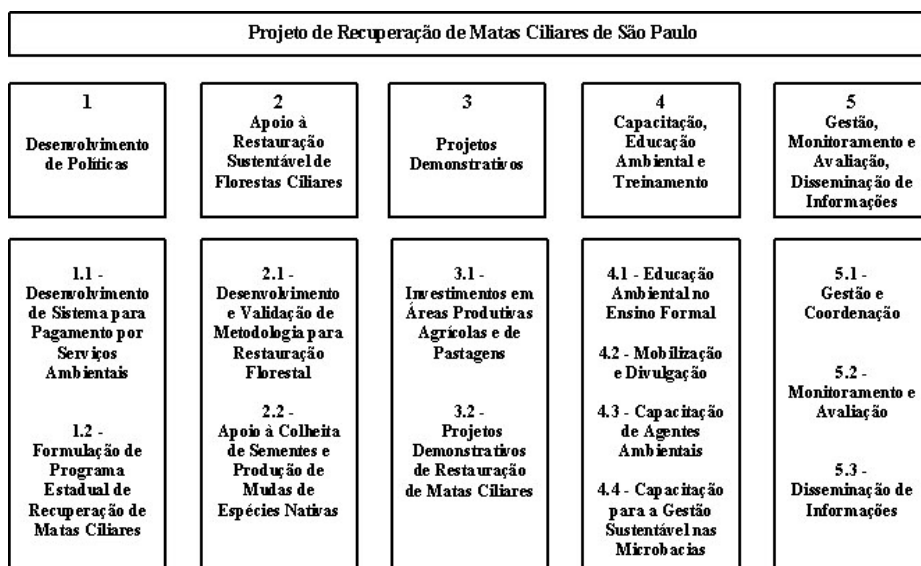 Projeto de Recuperação de Matas Ciliares de São Paulo
1
Desenvolvimento
de Políticas
2
Apoio à
Restauração
Sustentável de
Florestas Ciliares
3
Projetos
Demonstrativos
4
Capacitação,
Educação
Ambiental e
Treinamento
5
Gestão,
Monitoramento e
Avaliação,
Disseminação de
Informações
1.1 -
Desenvolvimento
de Sistema para
Pagamento por
Serviços
Ambientais
1.2 -
Formulação de
Programa
Estadual de
Recuperação de
Matas Ciliares
2.1 -
Desenvolvimento
e Validação de
Metodologia para
Restauração
Florestal
2.2 -
Apoio à Colheita
de Sementes e
Produção de
Mudas de
Espécies Nativas
3.1 -
Investimentos em
Áreas Produtivas
Agrícolas e de
Pastagens
3.2 -
Projetos
Demonstrativos
de Restauração
de Matas Ciliares
4.1 - Educação
Ambiental no
Ensino Formal
4.2 - Mobilização
e Divulgação
4.3 - Capacitação
de Agentes
Ambientais
4.4 - Capacitação
para a Gestão
Sustentável nas
Microbacias
5.1 -
Gestão e
Coordenação
5.2 -
Monitoramento e
Avaliação
5.3 -
Disseminação de
Informações